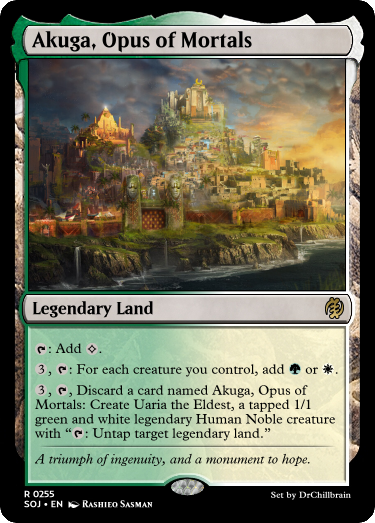 Akuga, Opus of Mortals
Legendary Land
: Add .
3, : For each creature you control, add or .
3, , Discard a card named Akuga, Opus of
Mortals: Create Uaria the Eldest, a tapped 1/1
green and white legendary Human Noble creature
with “: Untap target legendary land.”
A triumph of ingenuity, and a monument to hope.
R 0255
SOJ • EN Rashieo Sasman
Set by DrChillbrain